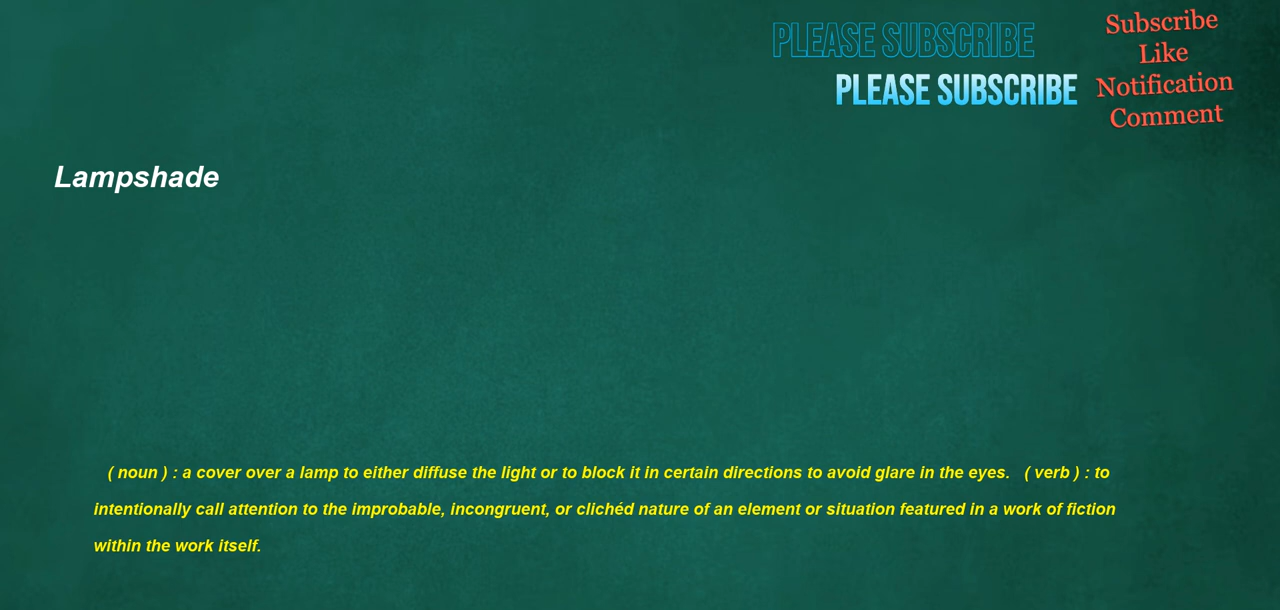 PLEASE SUBSCRIBE
PLEASE SUBSCRIBE
Subscribe
Like
Notification
Comment
Lampshade
( noun ) : a cover over a lamp to either diffuse the light or to block it in certain directions to avoid glare in the eyes. ( verb ) : to
intentionally call attention to the improbable, incongruent, or clichéd nature of an element or situation featured in a work of fiction
within the work itself.